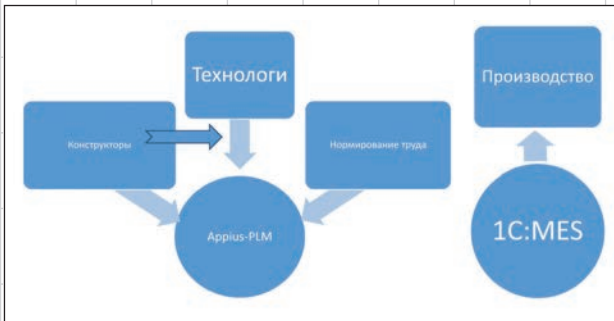 Технологи
Производство
Конструкторы
Нормирование труда
Appius-PLM
1С:MES